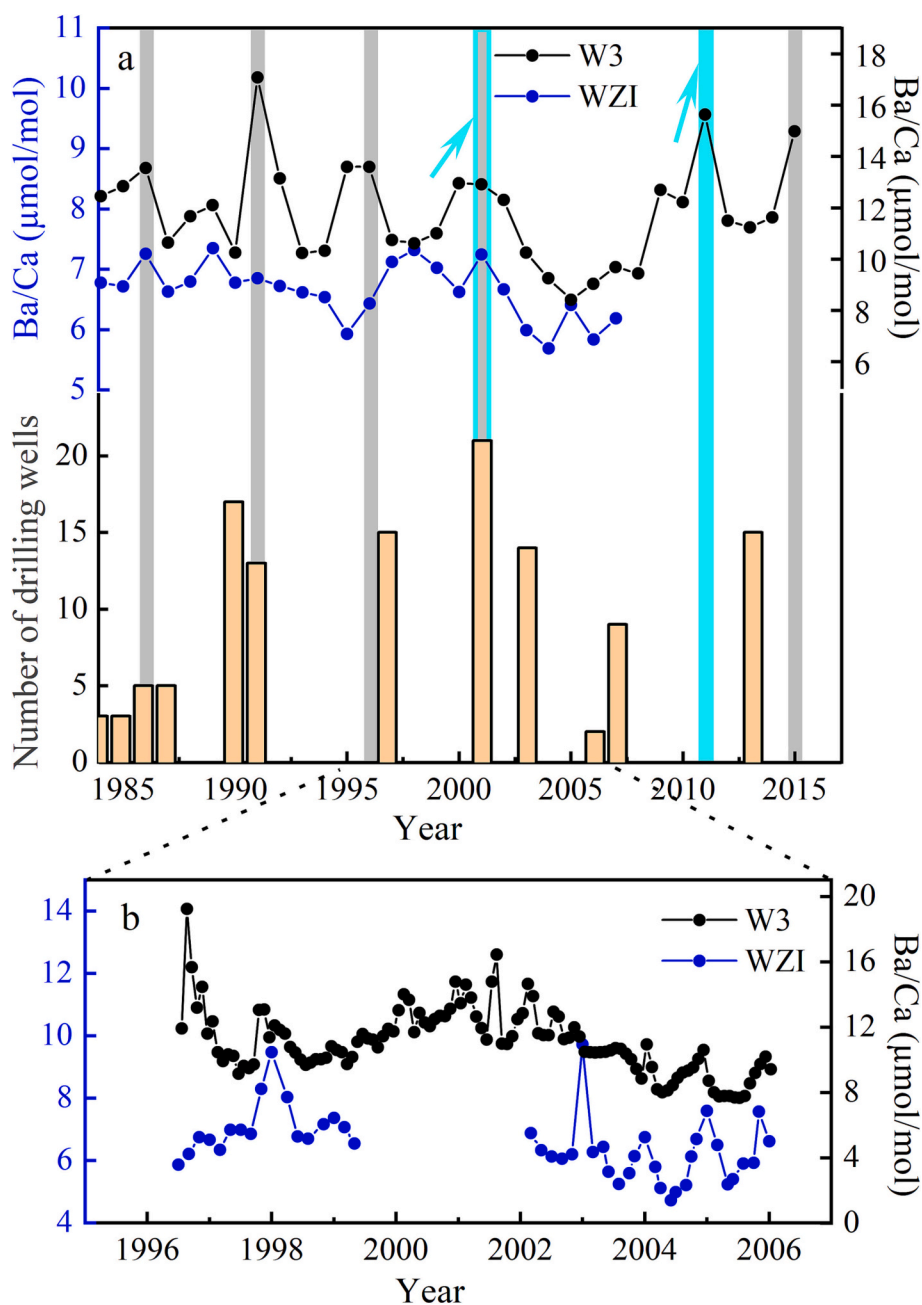 a
W3
WZI
11
10
9
8
7
6
5
Ba/Ca (μmol/mol)
18
16
14
12
10
8
6
Ba/Ca (μmol/mol)
20
15
10
5
0
Number of drilling wells
1985 1990 1995 2000 2005 2010 2015
Year
b
W3
WZI
14
12
10
8
6
4
20
16
12
8
4
0
Ba/Ca (μmol/mol)
1996 1998 2000 2002 2004 2006
Year